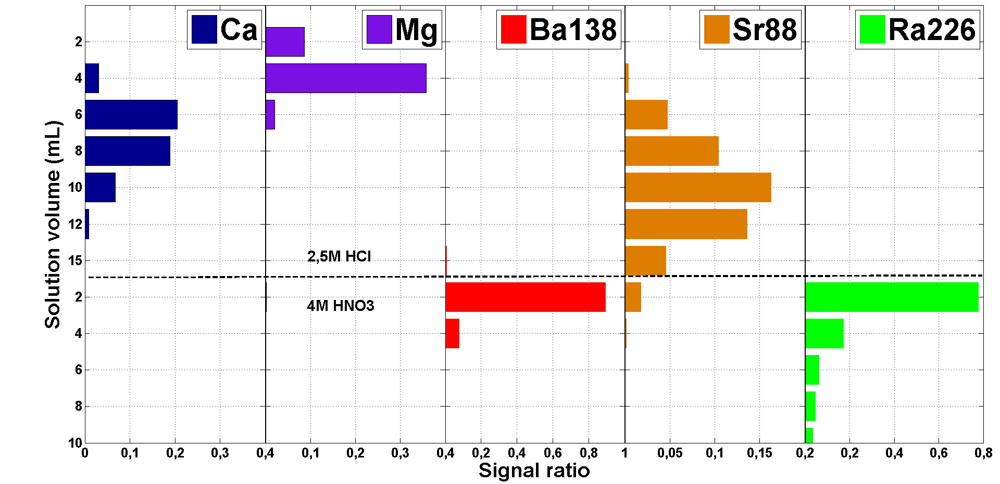 Ca
Mg
Ba138
Sr88
Ra226
Solution volume (mL)
2
4
6
8
10
12
15
2
4
6
8
10
2,5M HCl
4M HNO3
0 0,1 0,2 0,3 0,4 0,1 0,2 0,3 0,4 0,2 0,4 0,6 0,8 1 0,05 0,1 0,15 0,2 0,2 0,4 0,6 0,8
Signal ratio